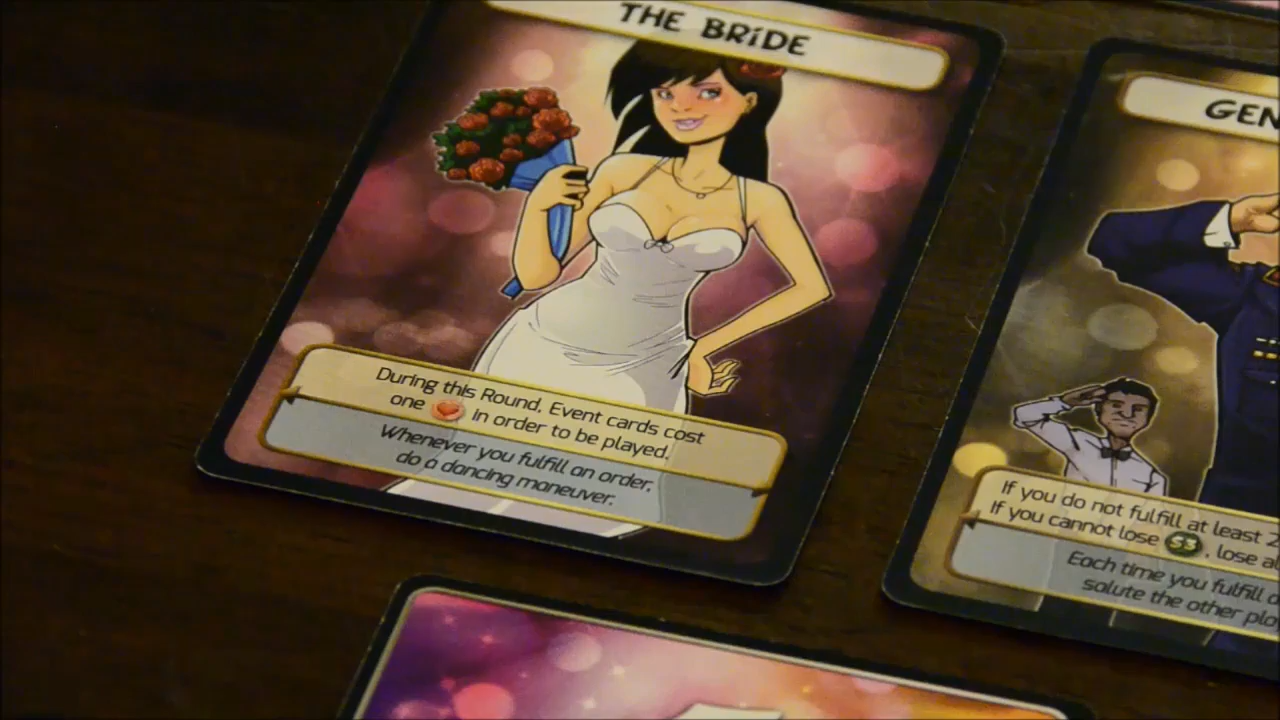 THE BRIDE
During this Round, Event cards cost
one in order to be played.
Whenever you fulfill an order,
do a dancing maneuver.
GEN
If you do not fulfill at least 2
If you cannot lose 33, lose al
Each time you fulfill a
salute the other pla